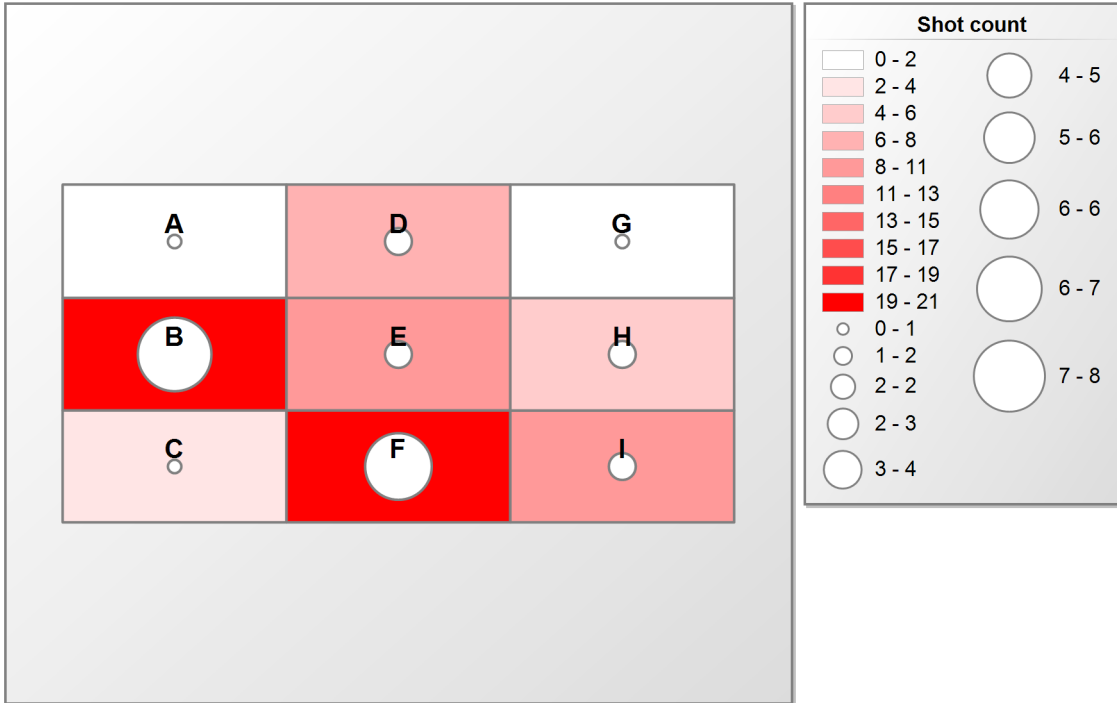 A
D
G
B
E
H
C
F
I
Shot count
0 - 2
2 - 4
4 - 6
6 - 8
8 - 11
11 - 13
13 - 15
15 - 17
17 - 19
19 - 21
0 - 1
1 - 2
2 - 2
2 - 3
3 - 4
4 - 5
5 - 6
6 - 6
6 - 7
7 - 8